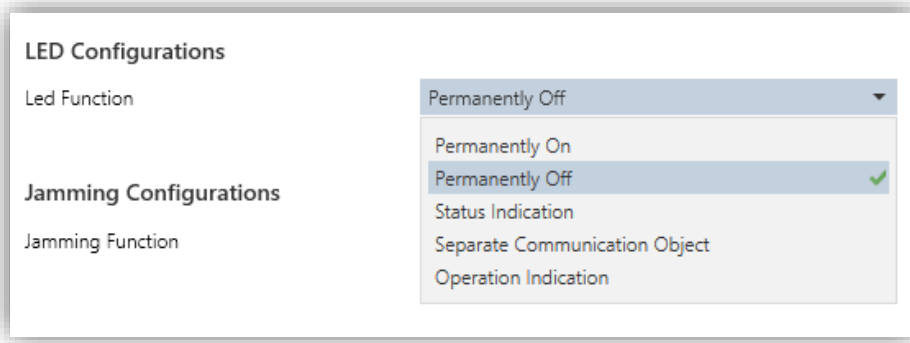 LED Configurations
Led Function
Permanently Off
Permanently On
Permanently Off
Status Indication
Separate Communication Object
Operation Indication
Jamming Configurations
Jamming Function